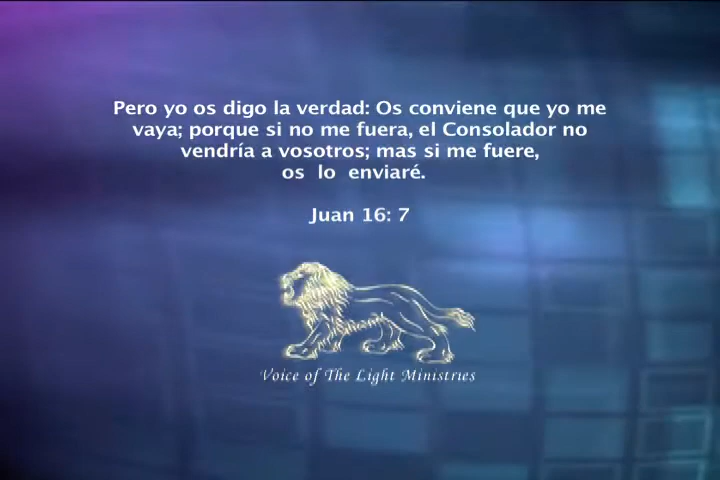 Pero yo os digo la verdad: Os conviene que yo me
vaya; porque si no me fuera, el Consolador no
vendría a vosotros; mas si me fuere,
os lo enviaré.
Juan 16: 7
Voice of The Light Ministries